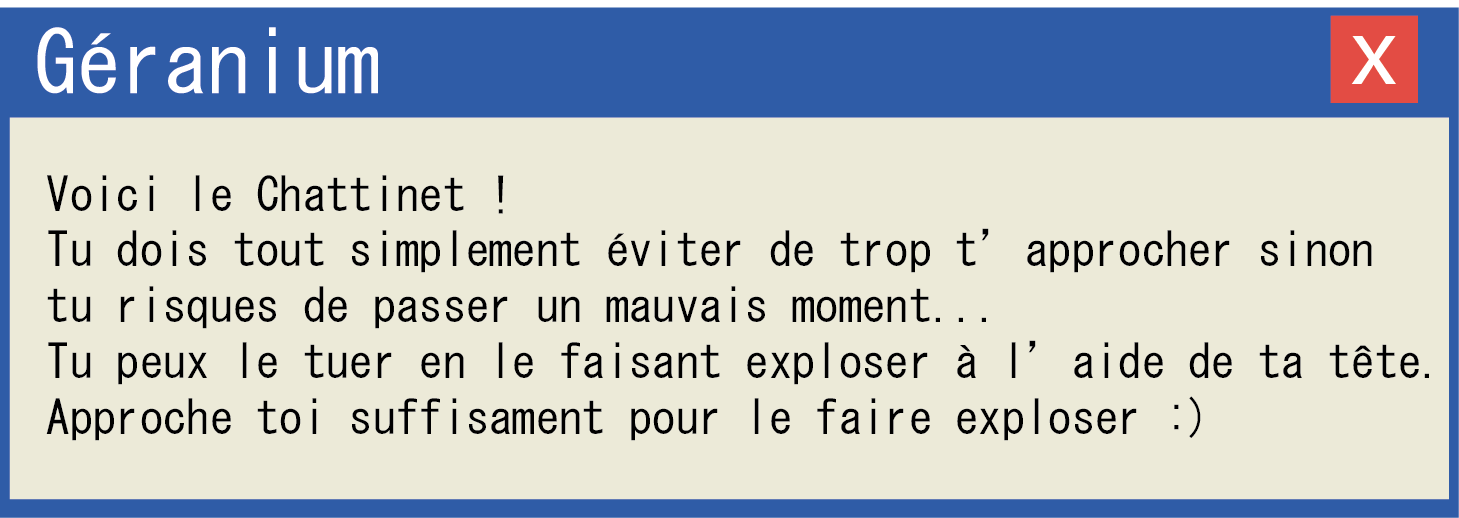 Géranium
X
Voici le Chattinet !
Tu dois tout simplement éviter de trop t’approcher sinon
tu risques de passer un mauvais moment...
Tu peux le tuer en le faisant exploser à l’aide de ta tête.
Approche toi suffisament pour le faire exploser :)